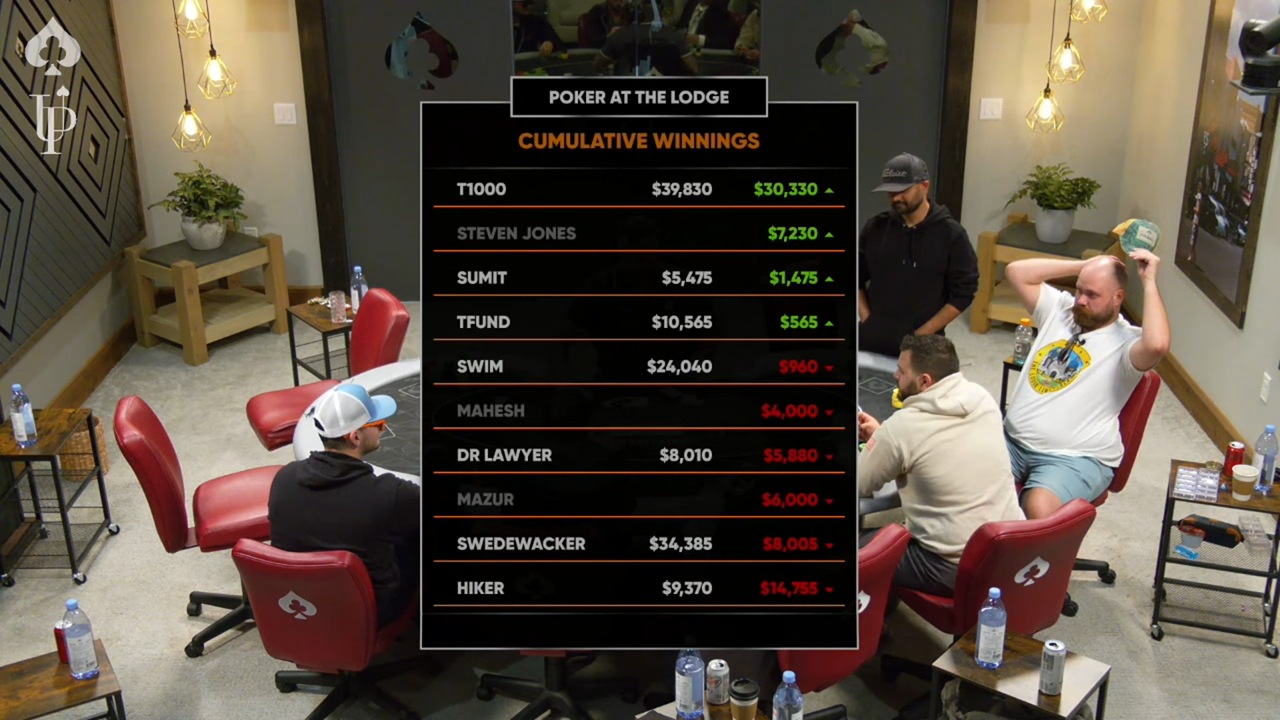 UP
POKER AT THE LODGE
CUMULATIVE WINNINGS
T1000 $39,830 $30,330
STEVEN JONES $7,230
SUMIT $5,475 $1,475
TFUND $10,565 $565
SWIM $24,040 $960
MAHESH $4,000
DR LAWYER $8,010 $5,880
MAZUR $6,000
SWEDEWACKER $34,385 $8,005
HIKER $9,370 $14,755